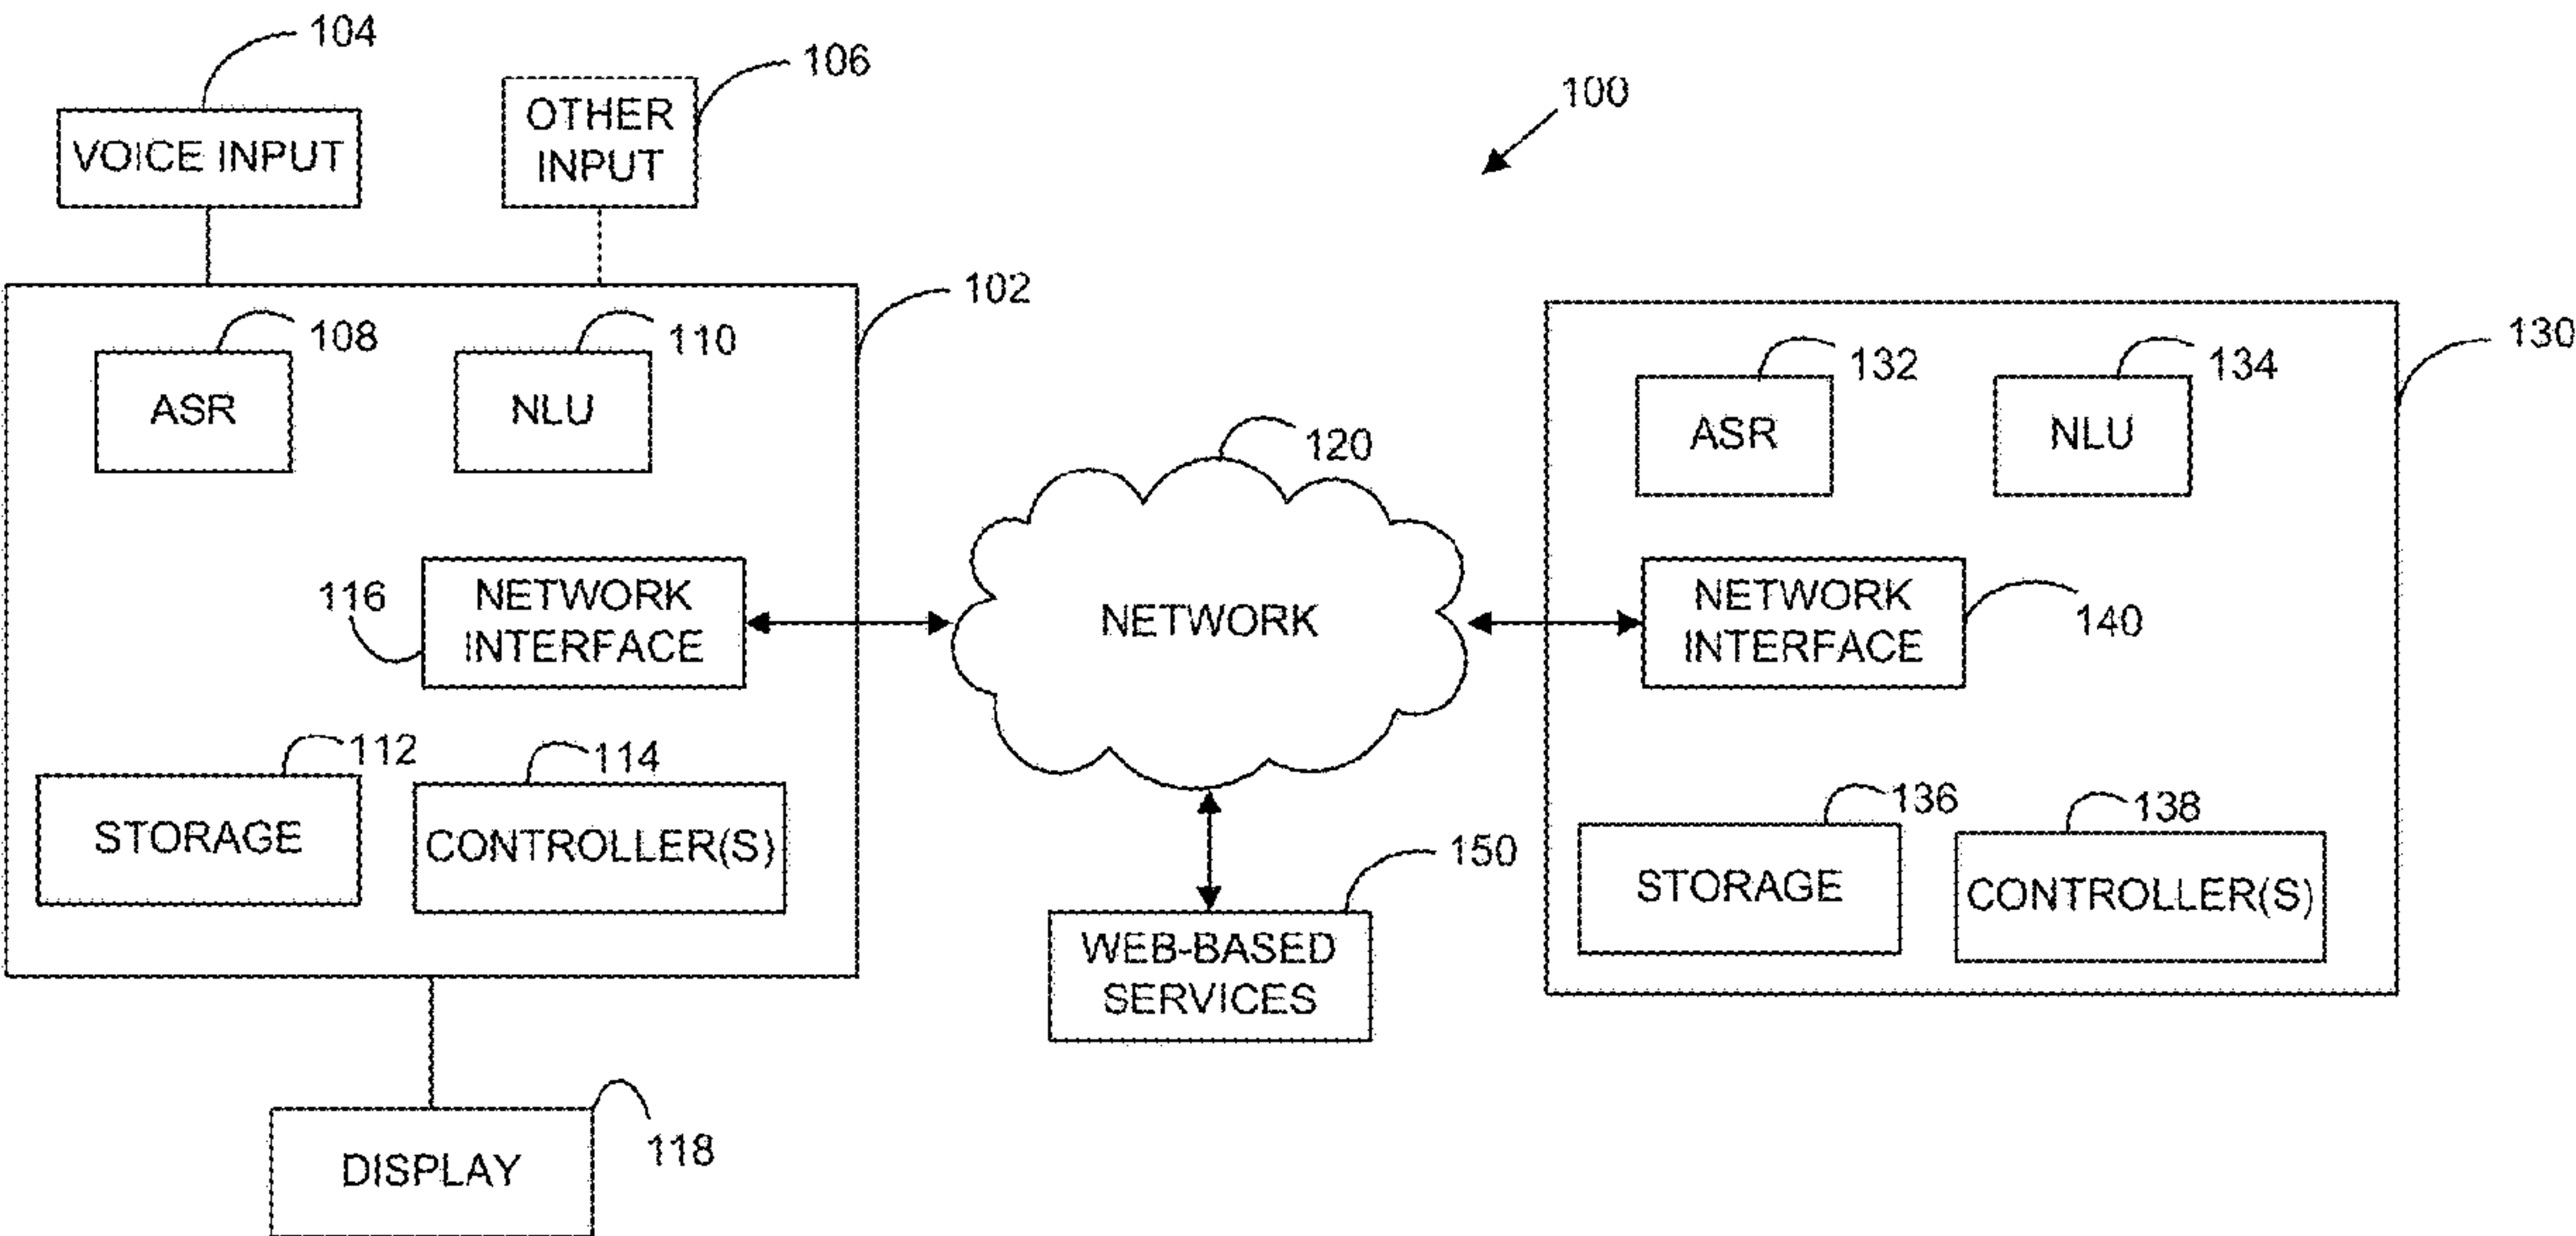 104
106
100
VOICE INPUT
OTHER
INPUT
102
108
110
130
132
134
ASR
NLU
ASR
NLU
120
116
NETWORK
INTERFACE
NETWORK
NETWORK
INTERFACE
140
112
114
136
138
STORAGE
CONTROLLER(S)
150
STORAGE
CONTROLLER(S)
WEB-BASED
SERVICES
118
DISPLAY